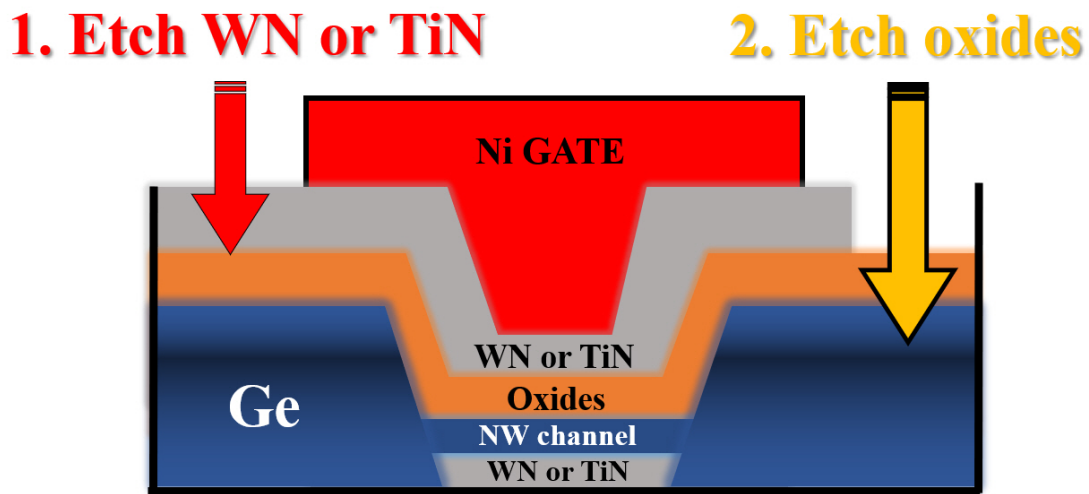 1. Etch WN or TiN
2. Etch oxides
Ni GATE
WN or TiN
Oxides
Ge
NW channel
WN or TiN